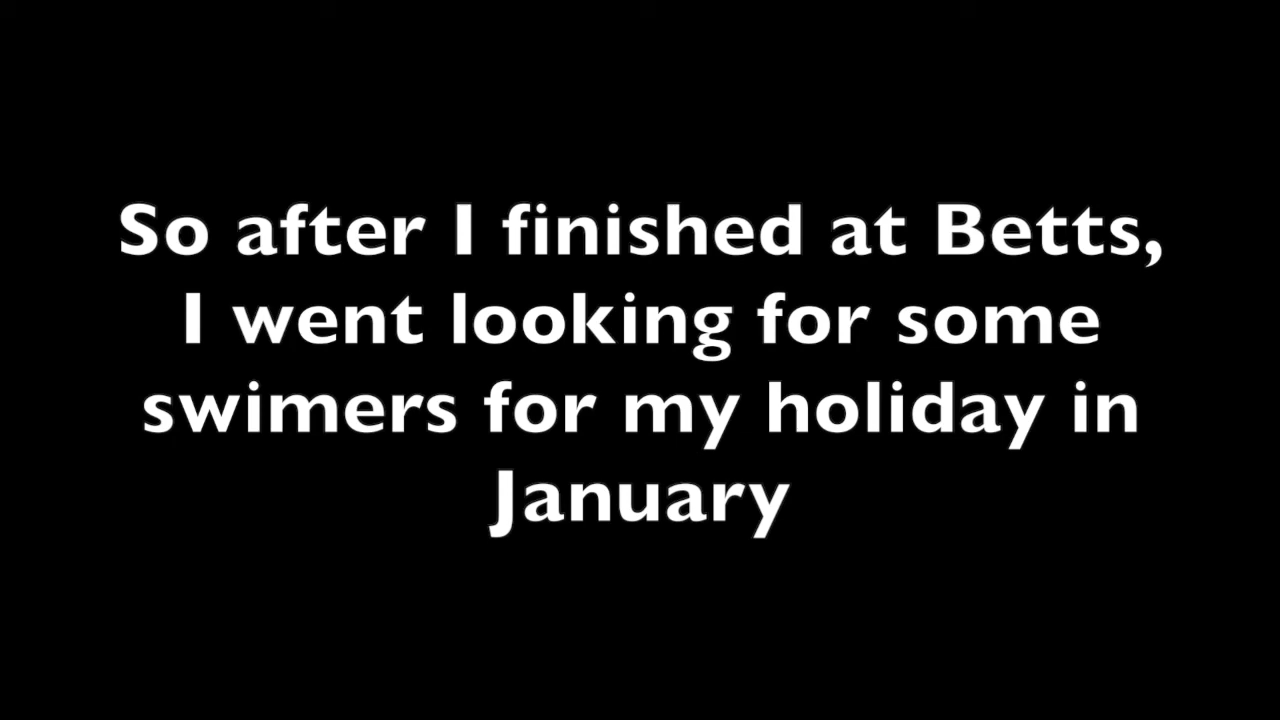 So after I finished at Betts,
I went looking for some
swimers for my holiday in
January